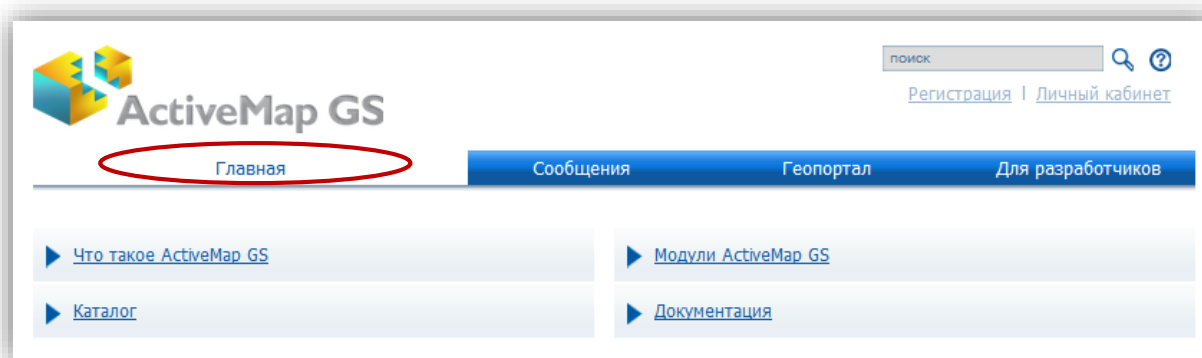 ActiveMap GS
поиск
Регистрация | Личный кабинет
Главная Сообщения Геопортал Для разработчиков
Что такое ActiveMap GS Модули ActiveMap GS
Каталог Документация